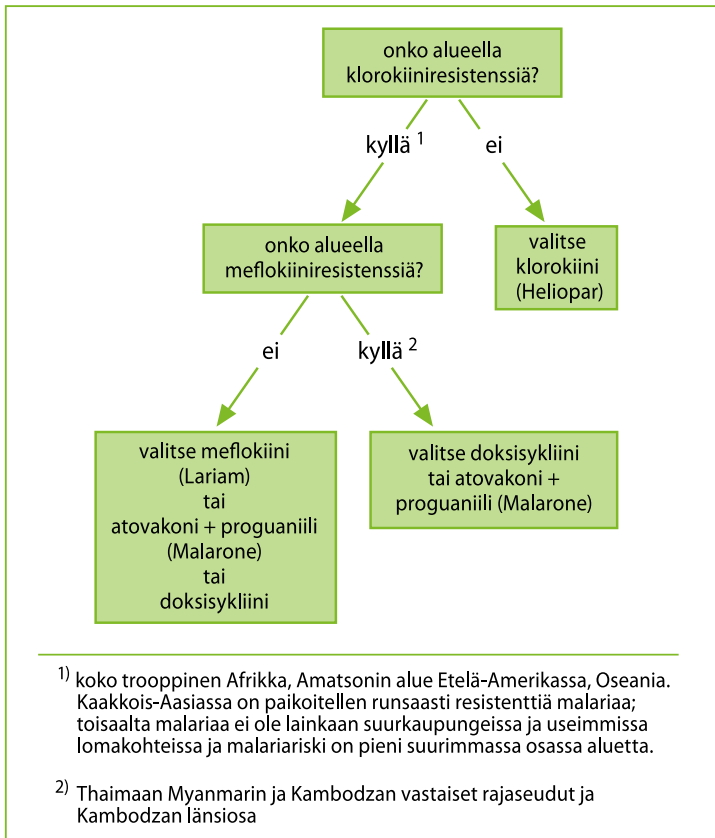 onko alueella
klorokiiniresistenssiä?
kyllä 1
ei
onko alueella
meflokiiniresistenssiä?
valitse
klorokiini
(Heliopar)
ei
kyllä 2
valitse meflokiini
(Lariam)
tai
atovakoni + proguaniili
(Malarone)
tai
doksisykliini
valitse doksisykliini
tai atovakoni +
proguaniili (Malarone)
1) koko trooppinen Afrikka, Amatsonin alue Etelä-Amerikassa, Oseania.
Kaakkois-Aasiassa on paikoitellen runsaasti resistenttiä malariaa;
toisaalta malariaa ei ole lainkaan suurkaupungeissa ja useimmissa
lomakohteissa ja malariariski on pieni suurimmassa osassa aluetta.
2) Thaimaan Myanmarin ja Kambodzan vastaiset rajaseudut ja
Kambodzan länsiosa